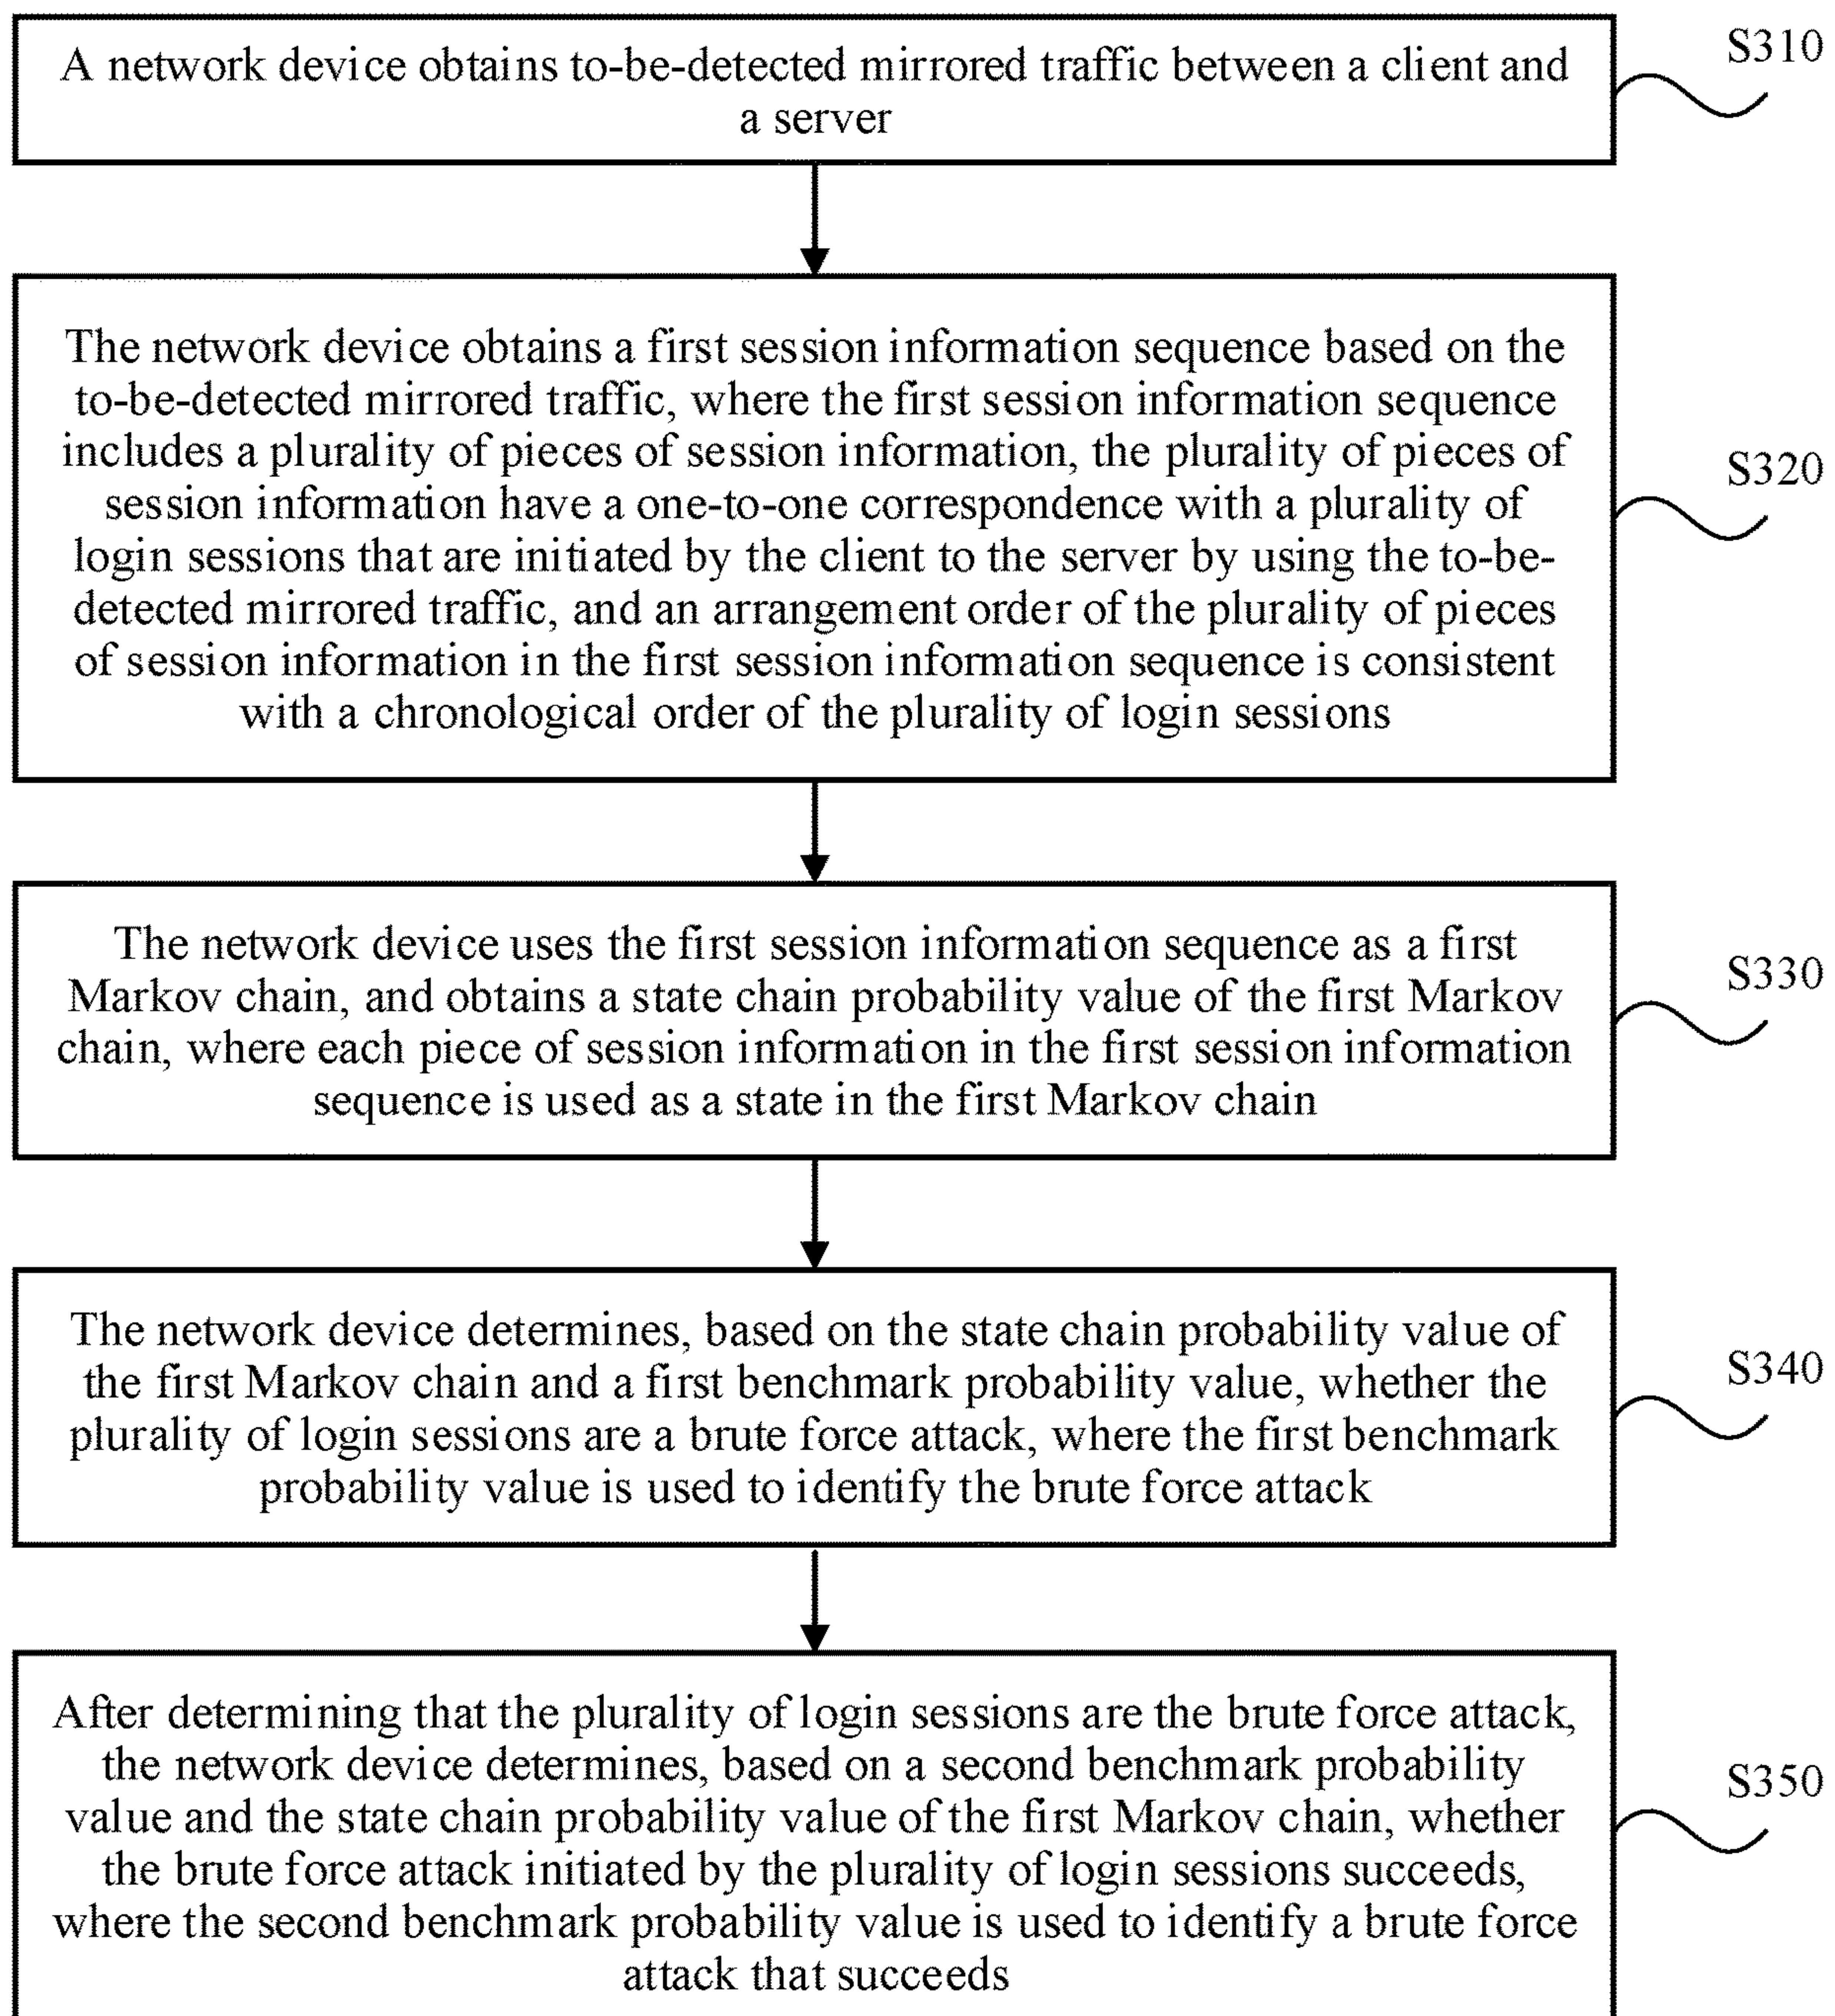 A network device obtains to-be-detected mirrored traffic between a client and
a server
S310
The network device obtains a first session information sequence based on the
to-be-detected mirrored traffic, where the first session information sequence
includes a plurality of pieces of session information, the plurality of pieces of
session information have a one-to-one correspondence with a plurality of
login sessions that are initiated by the client to the server by using the to-be-
detected mirrored traffic, and an arrangement order of the plurality of pieces
of session information in the first session information sequence is consistent
with a chronological order of the plurality of login sessions
S320
The network device uses the first session information sequence as a first
Markov chain, and obtains a state chain probability value of the first Markov
chain, where each piece of session information in the first session information
sequence is used as a state in the first Markov chain
S330
The network device determines, based on the state chain probability value of
the first Markov chain and a first benchmark probability value, whether the
plurality of login sessions are a brute force attack, where the first benchmark
probability value is used to identify the brute force attack
S340
After determining that the plurality of login sessions are the brute force attack,
the network device determines, based on a second benchmark probability
value and the state chain probability value of the first Markov chain, whether
the brute force attack initiated by the plurality of login sessions succeeds,
where the second benchmark probability value is used to identify a brute force
attack that succeeds
S350